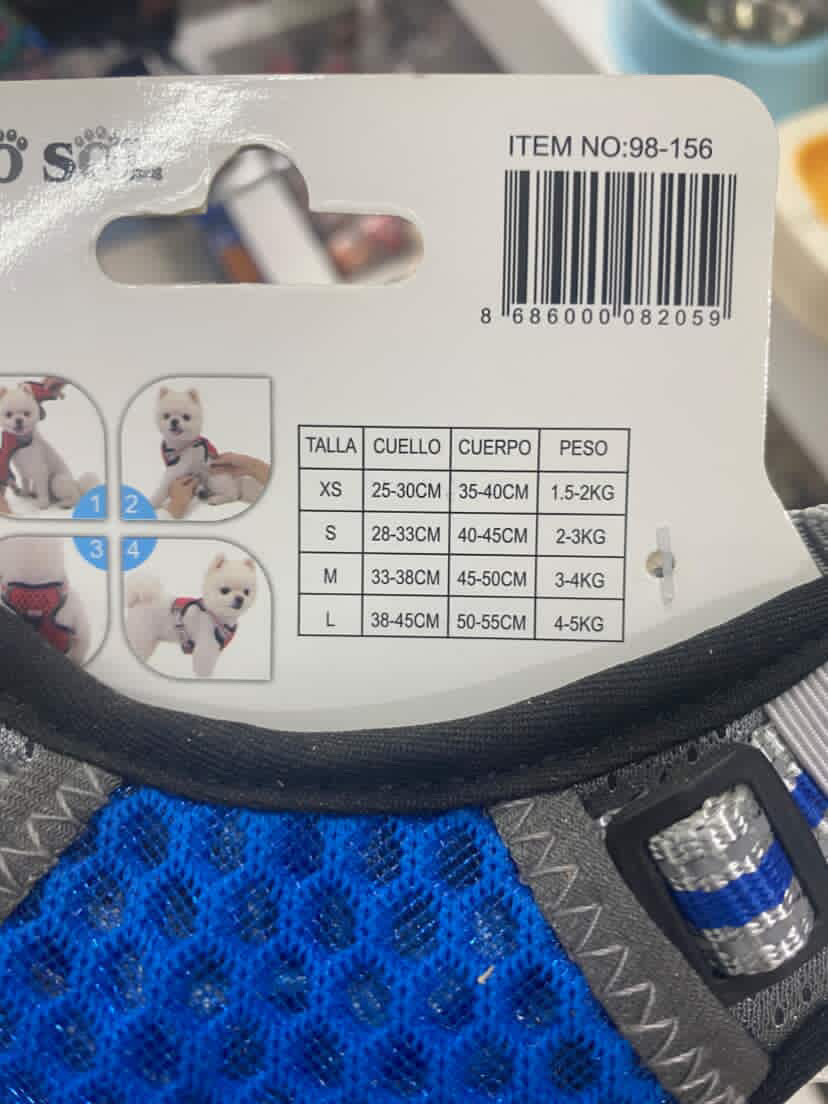 ITEM NO:98-156
8 686000 082059
TALLA CUELLO CUERPO PESO
XS 25-30CM 35-40CM 1.5-2KG
S 28-33CM 40-45CM 2-3KG
M 33-38CM 45-50CM 3-4KG
L 38-45CM 50-55CM 4-5KG
1 2
3 4